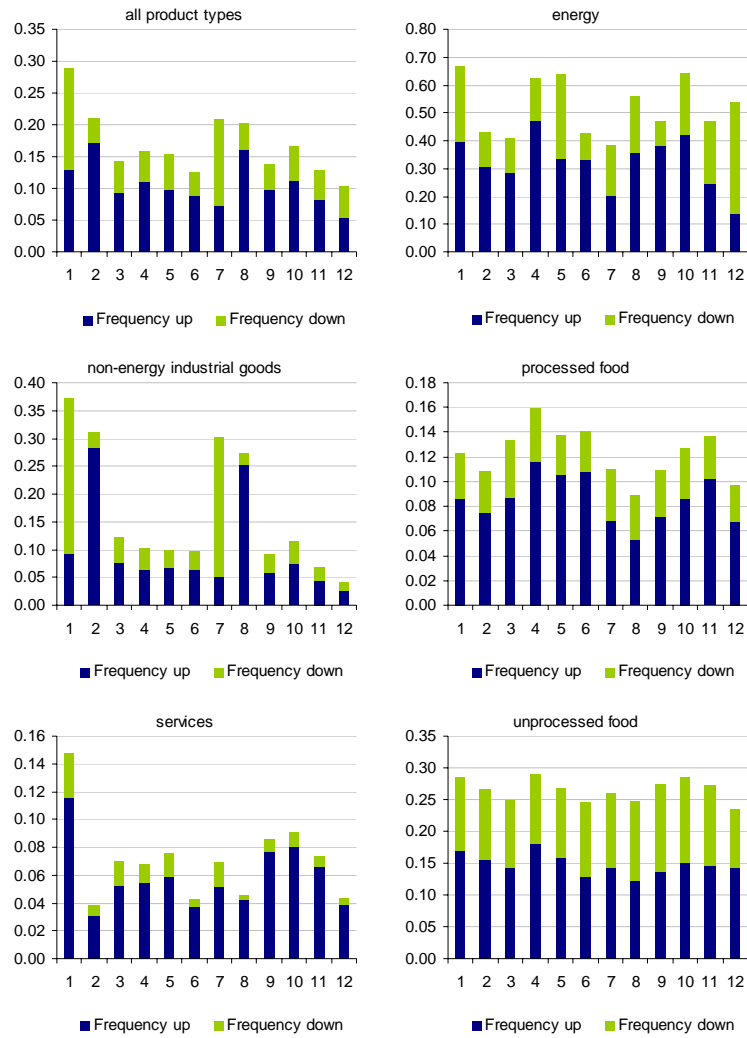 all product types
0.35
0.30
0.25
0.20
0.15
0.10
0.05
0.00
1 2 3 4 5 6 7 8 9 10 11 12
Frequency up Frequency down
energy
0.80
0.70
0.60
0.50
0.40
0.30
0.20
0.10
0.00
1 2 3 4 5 6 7 8 9 10 11 12
Frequency up Frequency down
non-energy industrial goods
0.40
0.35
0.30
0.25
0.20
0.15
0.10
0.05
0.00
1 2 3 4 5 6 7 8 9 10 11 12
Frequency up Frequency down
processed food
0.18
0.16
0.14
0.12
0.10
0.08
0.06
0.04
0.02
0.00
1 2 3 4 5 6 7 8 9 10 11 12
Frequency up Frequency down
services
0.16
0.14
0.12
0.10
0.08
0.06
0.04
0.02
0.00
1 2 3 4 5 6 7 8 9 10 11 12
Frequency up Frequency down
unprocessed food
0.35
0.30
0.25
0.20
0.15
0.10
0.05
0.00
1 2 3 4 5 6 7 8 9 10 11 12
Frequency up Frequency down